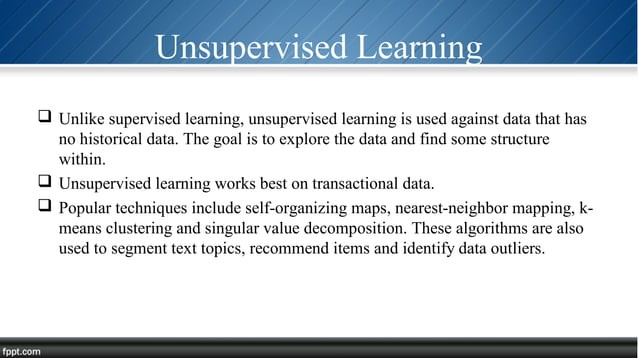 Unsupervised Learning
Unlike supervised learning, unsupervised learning is used against data that has
no historical data. The goal is to explore the data and find some structure
within.
Unsupervised learning works best on transactional data.
Popular techniques include self-organizing maps, nearest-neighbor mapping, k-
means clustering and singular value decomposition. These algorithms are also
used to segment text topics, recommend items and identify data outliers.
fppt.com